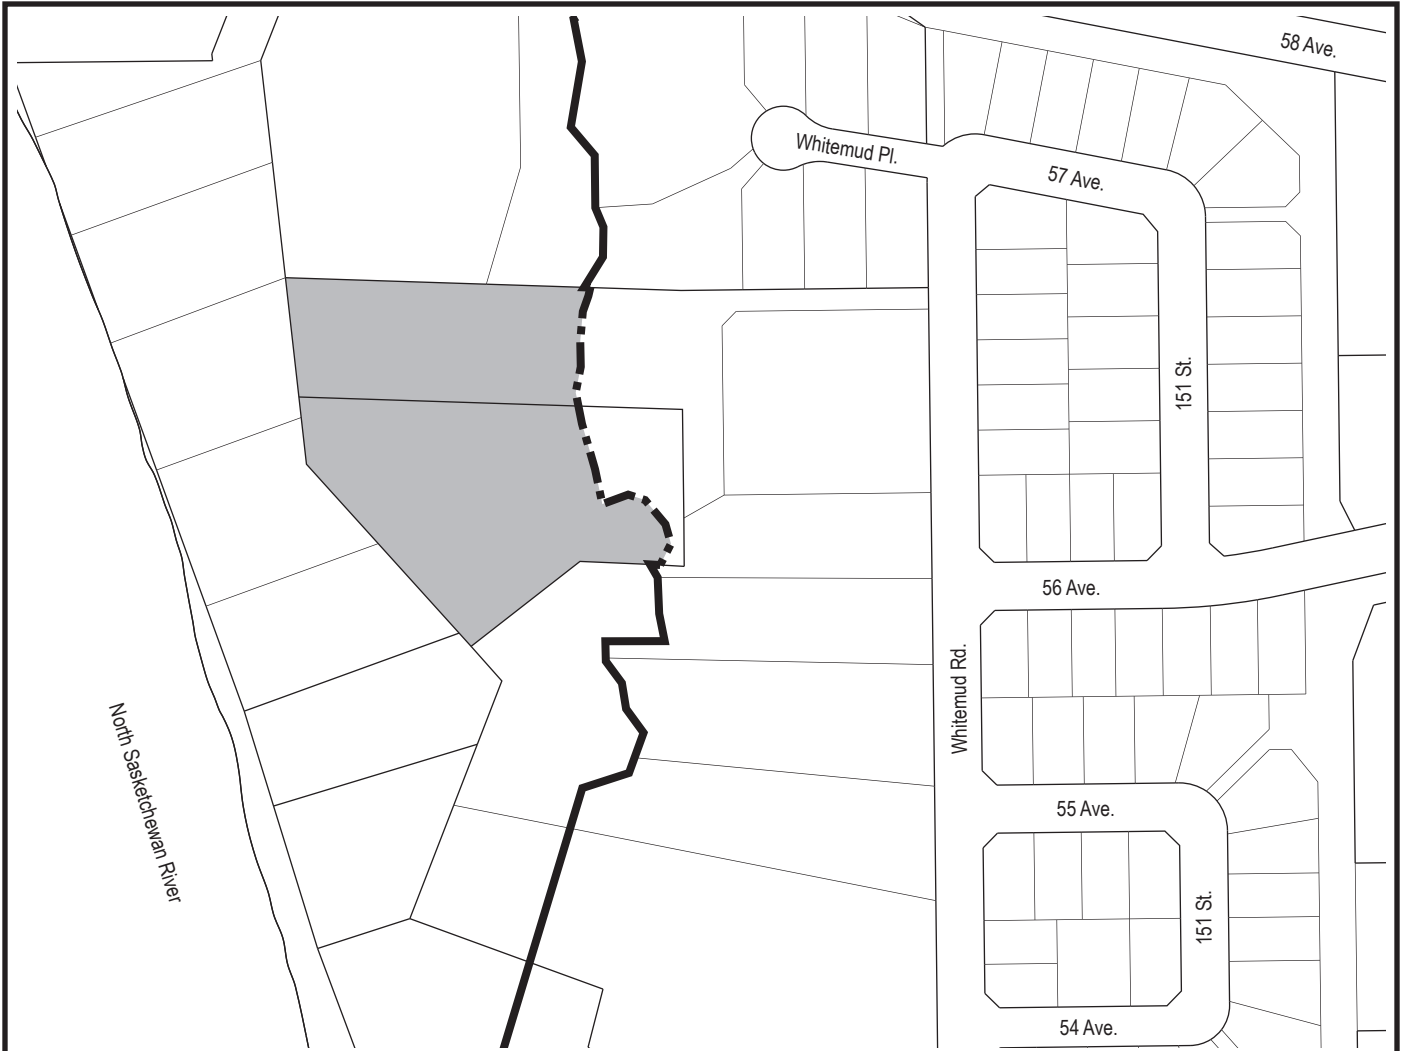 58 Ave.
Whitemud Pl.
57 Ave.
151 St.
56 Ave.
Whitemud Rd.
North Sasketchewan River
55 Ave.
151 St.
54 Ave.